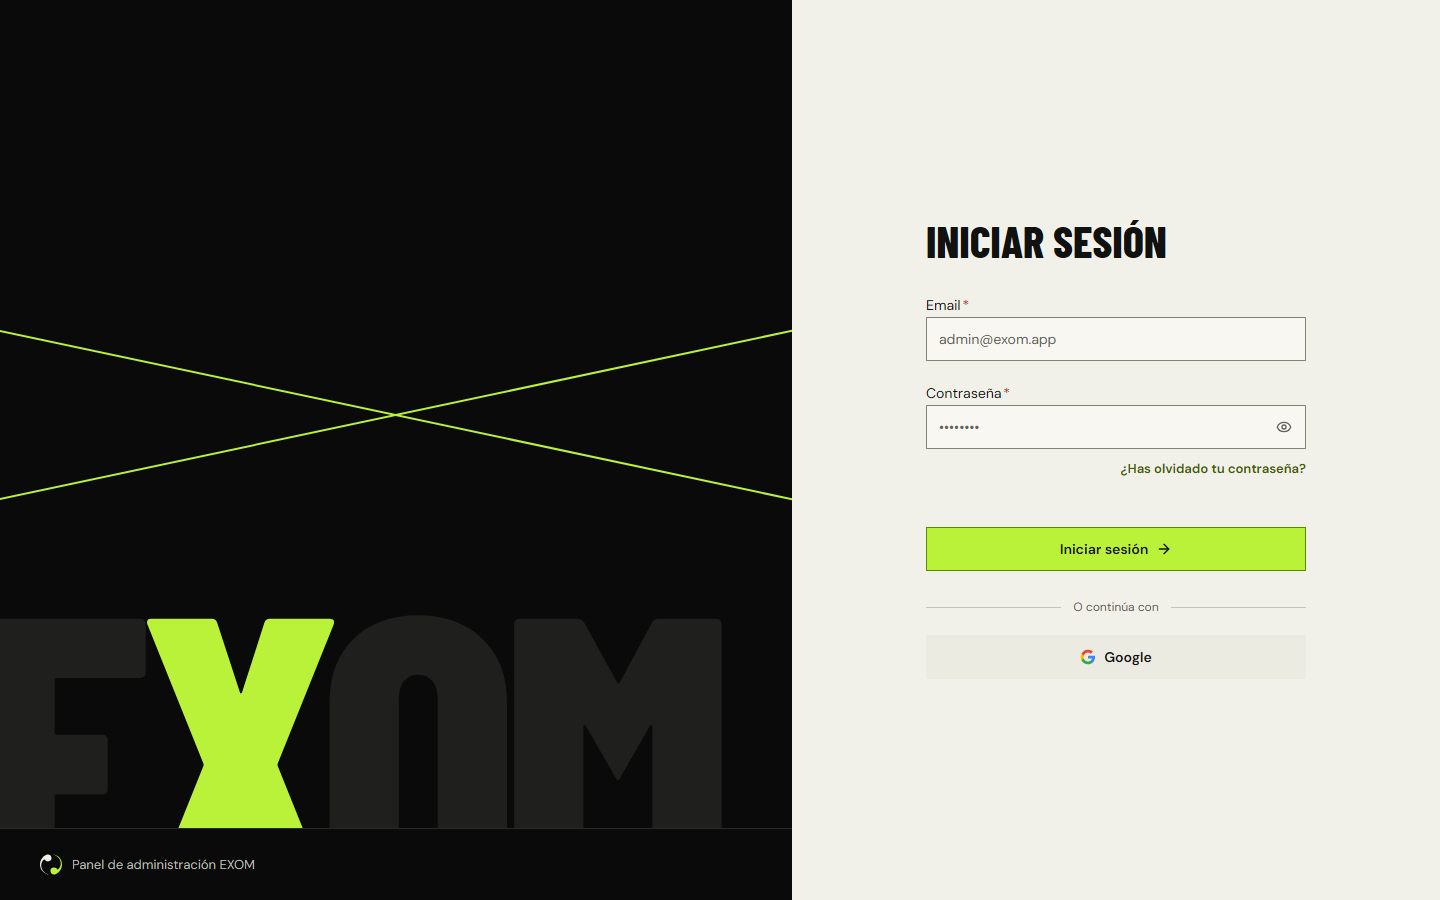 EXOM
Panel de administración EXOM
INICIAR SESIÓN
Email *
admin@exom.app
Contraseña *
••••••••
¿Has olvidado tu contraseña?
Iniciar sesión →
O continúa con
Google